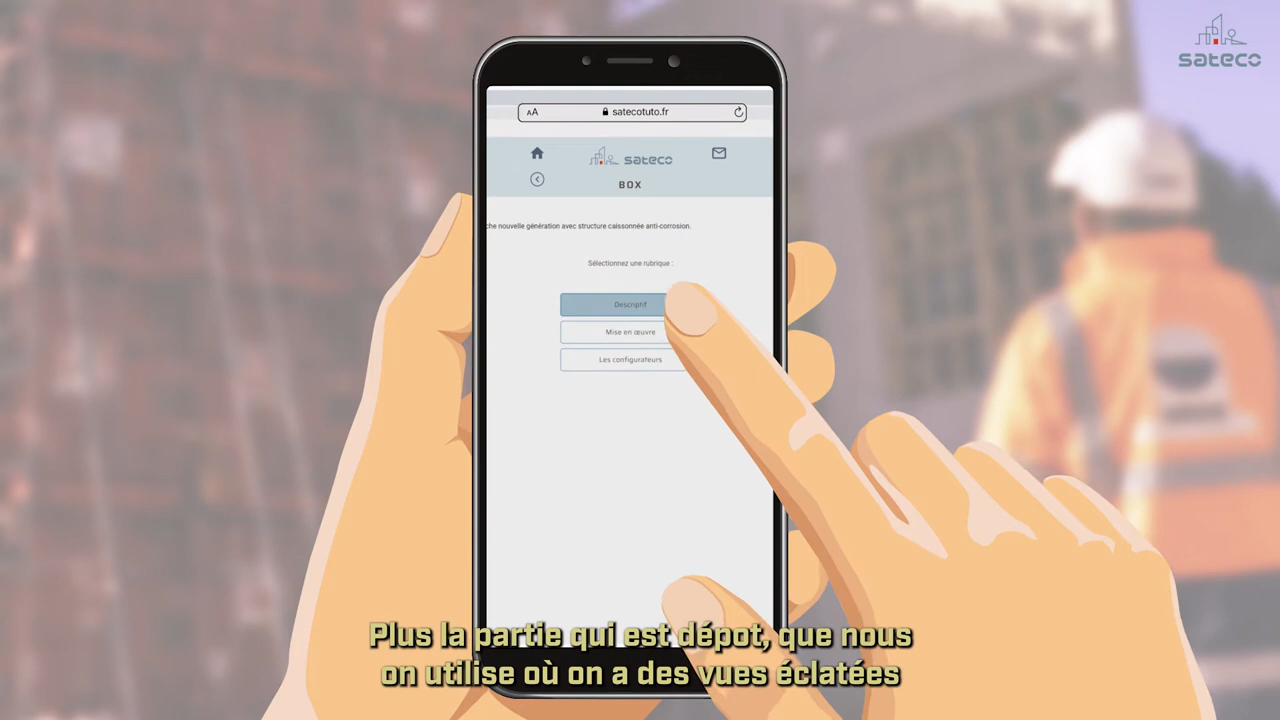 sateco
AA
satecotuto.fr
sateco
BOX
che nouvelle génération avec structure caissonnée anti-corrosion.
Sélectionnez une rubrique :
Descriptif
Mise en œuvre
Les configurateurs
Plus la partie qui est dépot, que nous
on utilise où on a des vues éclatées